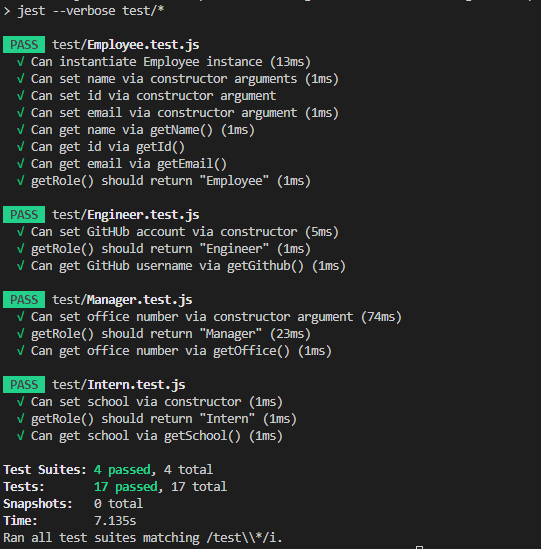 > jest --verbose test/*
PASS test/Employee.test.js
√ Can instantiate Employee instance (13ms)
√ Can set name via constructor arguments (1ms)
√ Can set id via constructor argument
√ Can set email via constructor argument (1ms)
√ Can get name via getName() (1ms)
√ Can get id via getId()
√ Can get email via getEmail()
√ getRole() should return "Employee" (1ms)
PASS test/Engineer.test.js
√ Can set GitHUb account via constructor (5ms)
√ getRole() should return "Engineer" (1ms)
√ Can get GitHub username via getGithub() (1ms)
PASS test/Manager.test.js
√ Can set office number via constructor argument (74ms)
√ getRole() should return "Manager" (23ms)
√ Can get office number via getOffice() (1ms)
PASS test/Intern.test.js
√ Can set school via constructor (1ms)
√ getRole() should return "Intern" (1ms)
√ Can get school via getSchool() (1ms)
Test Suites: 4 passed, 4 total
Tests: 17 passed, 17 total
Snapshots: 0 total
Time: 7.135s
Ran all test suites matching /test\\*/i.